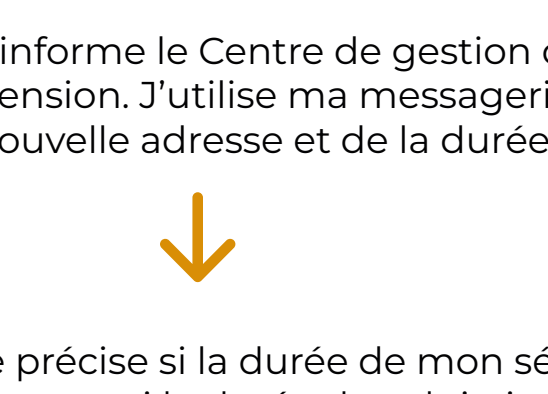 informe le Centre de gestion
ension. J'utilise ma messageri
ouvelle adresse et de la durée
précise si la durée de mon sé